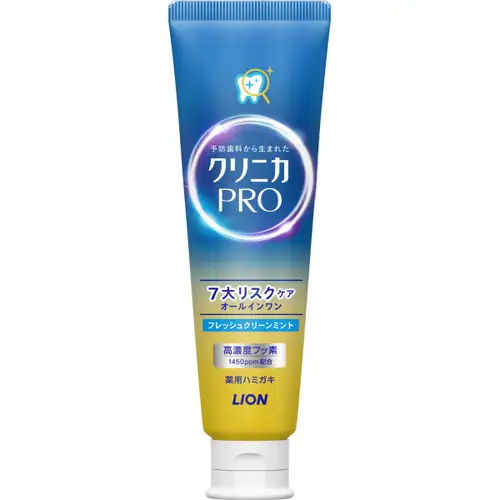 予防歯科から生まれた
クリニカ
PRO
7大リスクケア
オールインワン
フレッシュクリーンミント
高濃度フッ素
1450ppm配合
薬用ハミガキ
LION